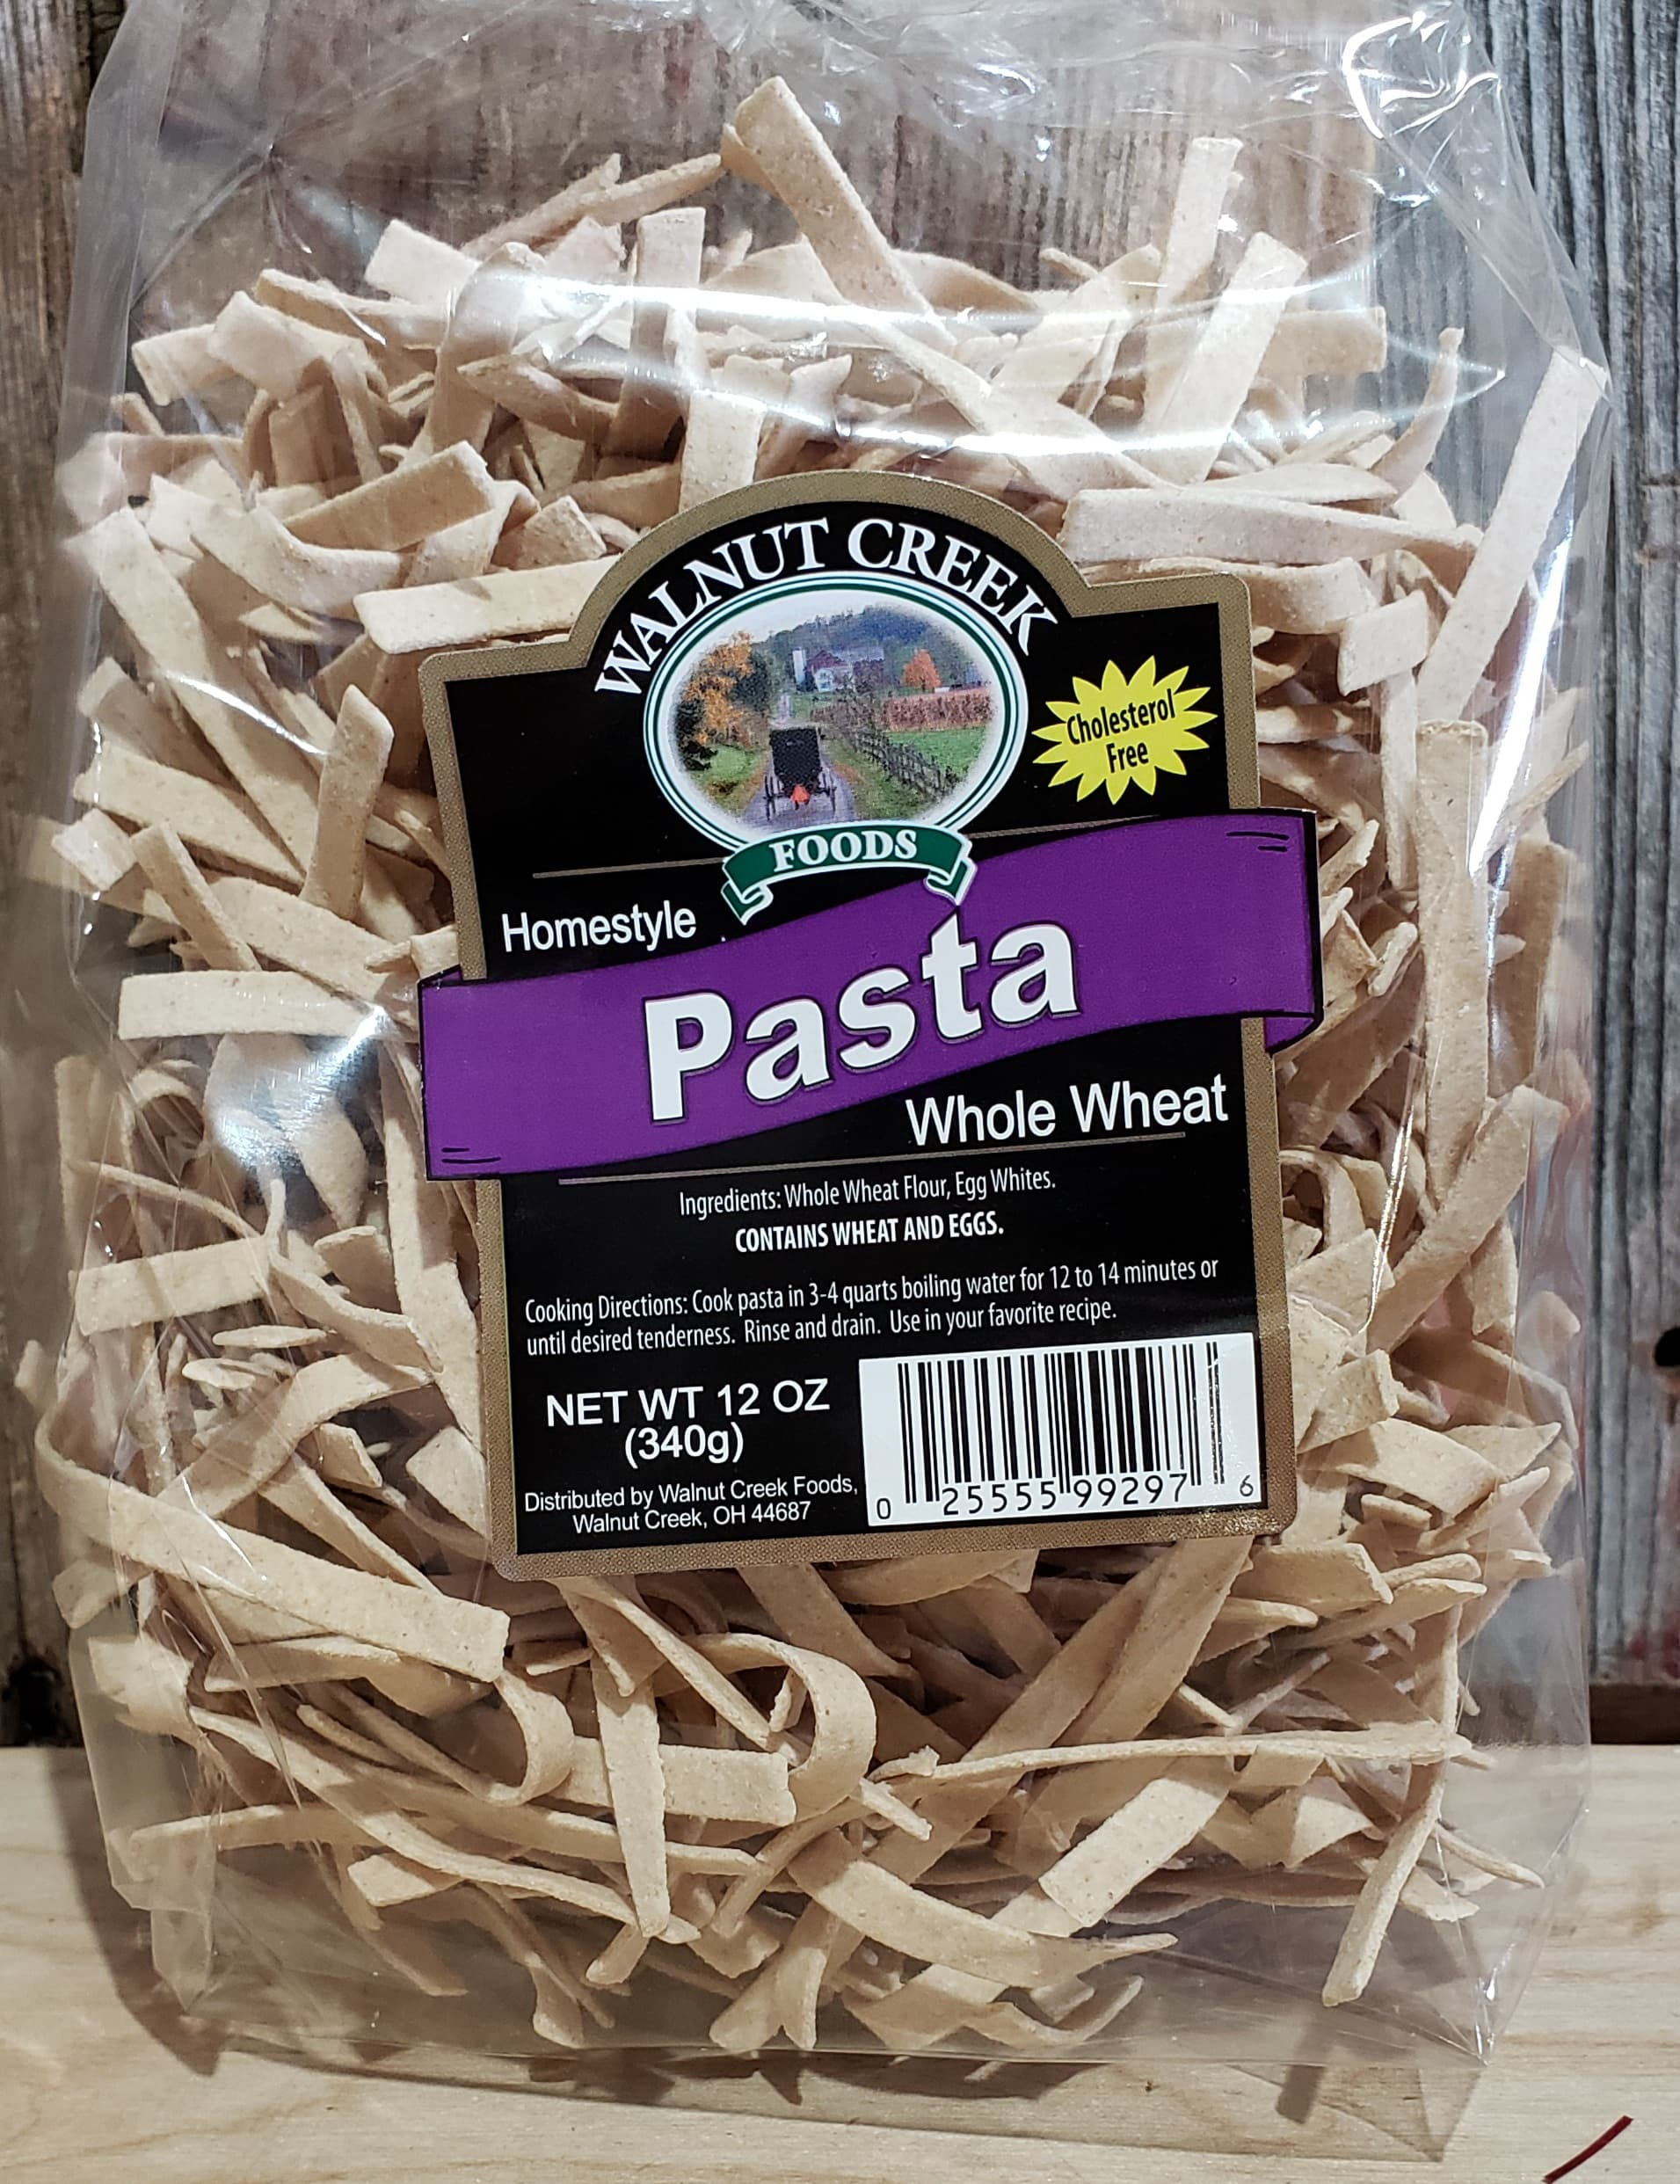 WALNUT CREEK
FOODS
Cholesterol
Free
Homestyle
Pasta
Whole Wheat
Ingredients: Whole Wheat Flour, Egg Whites.
CONTAINS WHEAT AND EGGS.
Cooking Directions: Cook pasta in 3-4 quarts boiling water for 12 to 14 minutes or
until desired tenderness. Rinse and drain. Use in your favorite recipe.
NET WT 12 OZ
(340g)
Distributed by Walnut Creek Foods,
Walnut Creek, OH 44687
0 25555 99297 6